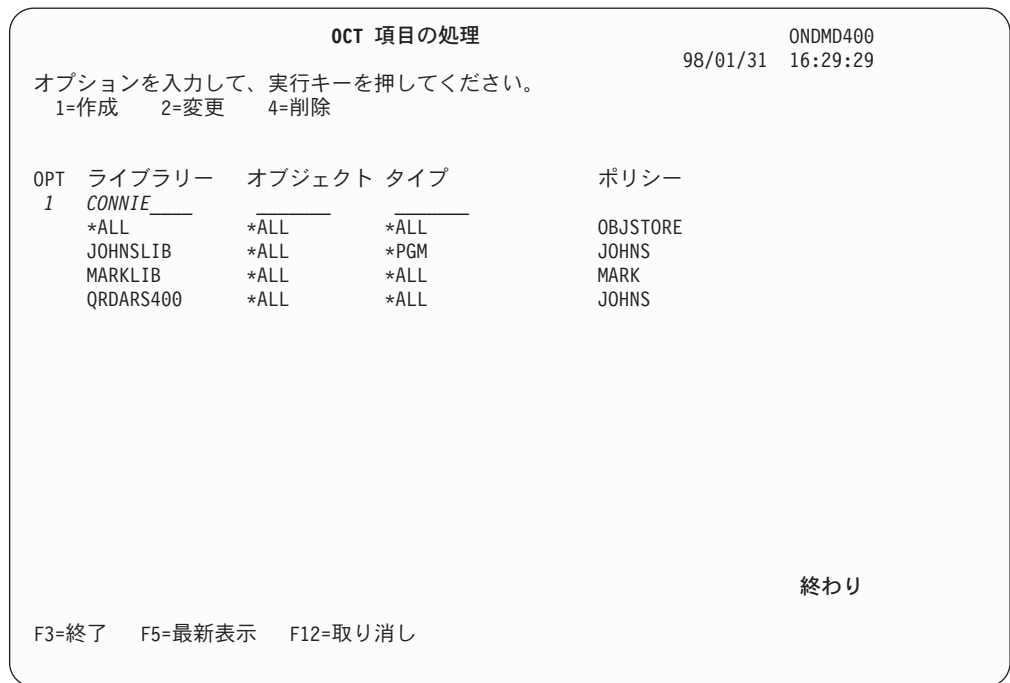 OCT 項目の処理 ONDMD400
98/01/31 16:29:29
オプションを入力して、実行キーを押してください。
1=作成 2=変更 4=削除
OPT ライブラリー オブジェクト タイプ ポリシー
1 CONNIE____ _______ _______
*ALL *ALL *ALL OBJSTORE
JOHNSLIB *ALL *PGM JOHNS
MARKLIB *ALL *ALL MARK
QRDARS400 *ALL *ALL JOHNS
終わり
F3=終了 F5=最新表示 F12=取り消し